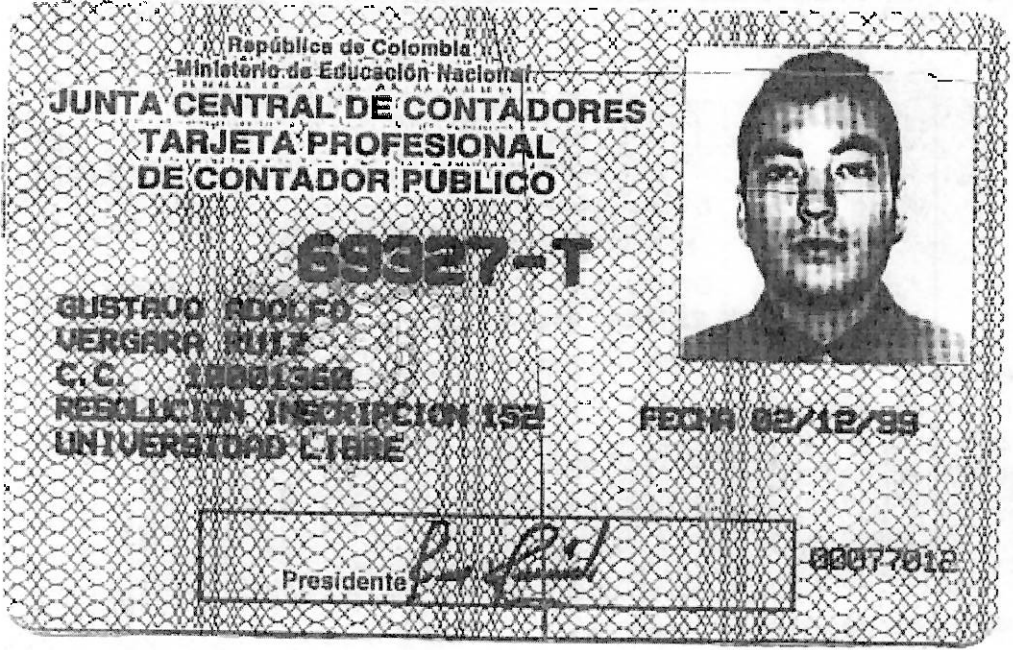 República de Colombia
Ministerio de Educación Nacional
JUNTA CENTRAL DE CONTADORES
TARJETA PROFESIONAL
DE CONTADOR PUBLICO
69327-T
GUSTAVO ADOLFO
VERGARA RUIZ
C.C. 10001360
RESOLUCION INSCRIPCION 152
FECHA 02/12/99
UNIVERSIDAD LIBRE
Presidente
00077012